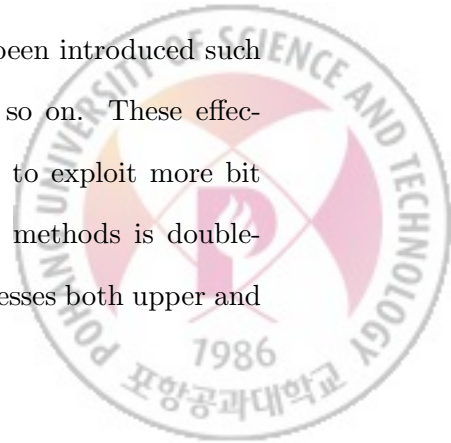 been introduced such
so on. These effec-
to exploit more bit
methods is double-
esses both upper and
POHANG UNIVERSITY OF SCIENCE AND TECHNOLOGY
1986
포항공과대학교